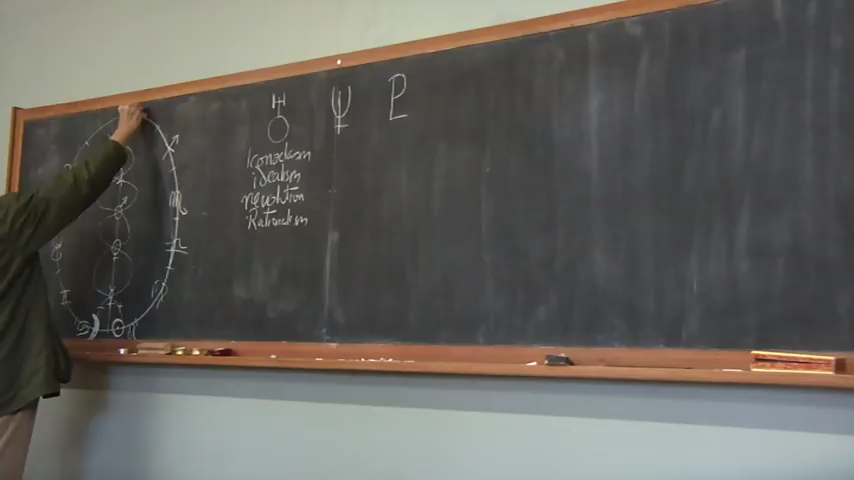 ♅ ♆ ♇
Iconoclasm
idealism
revolution
Rationalism